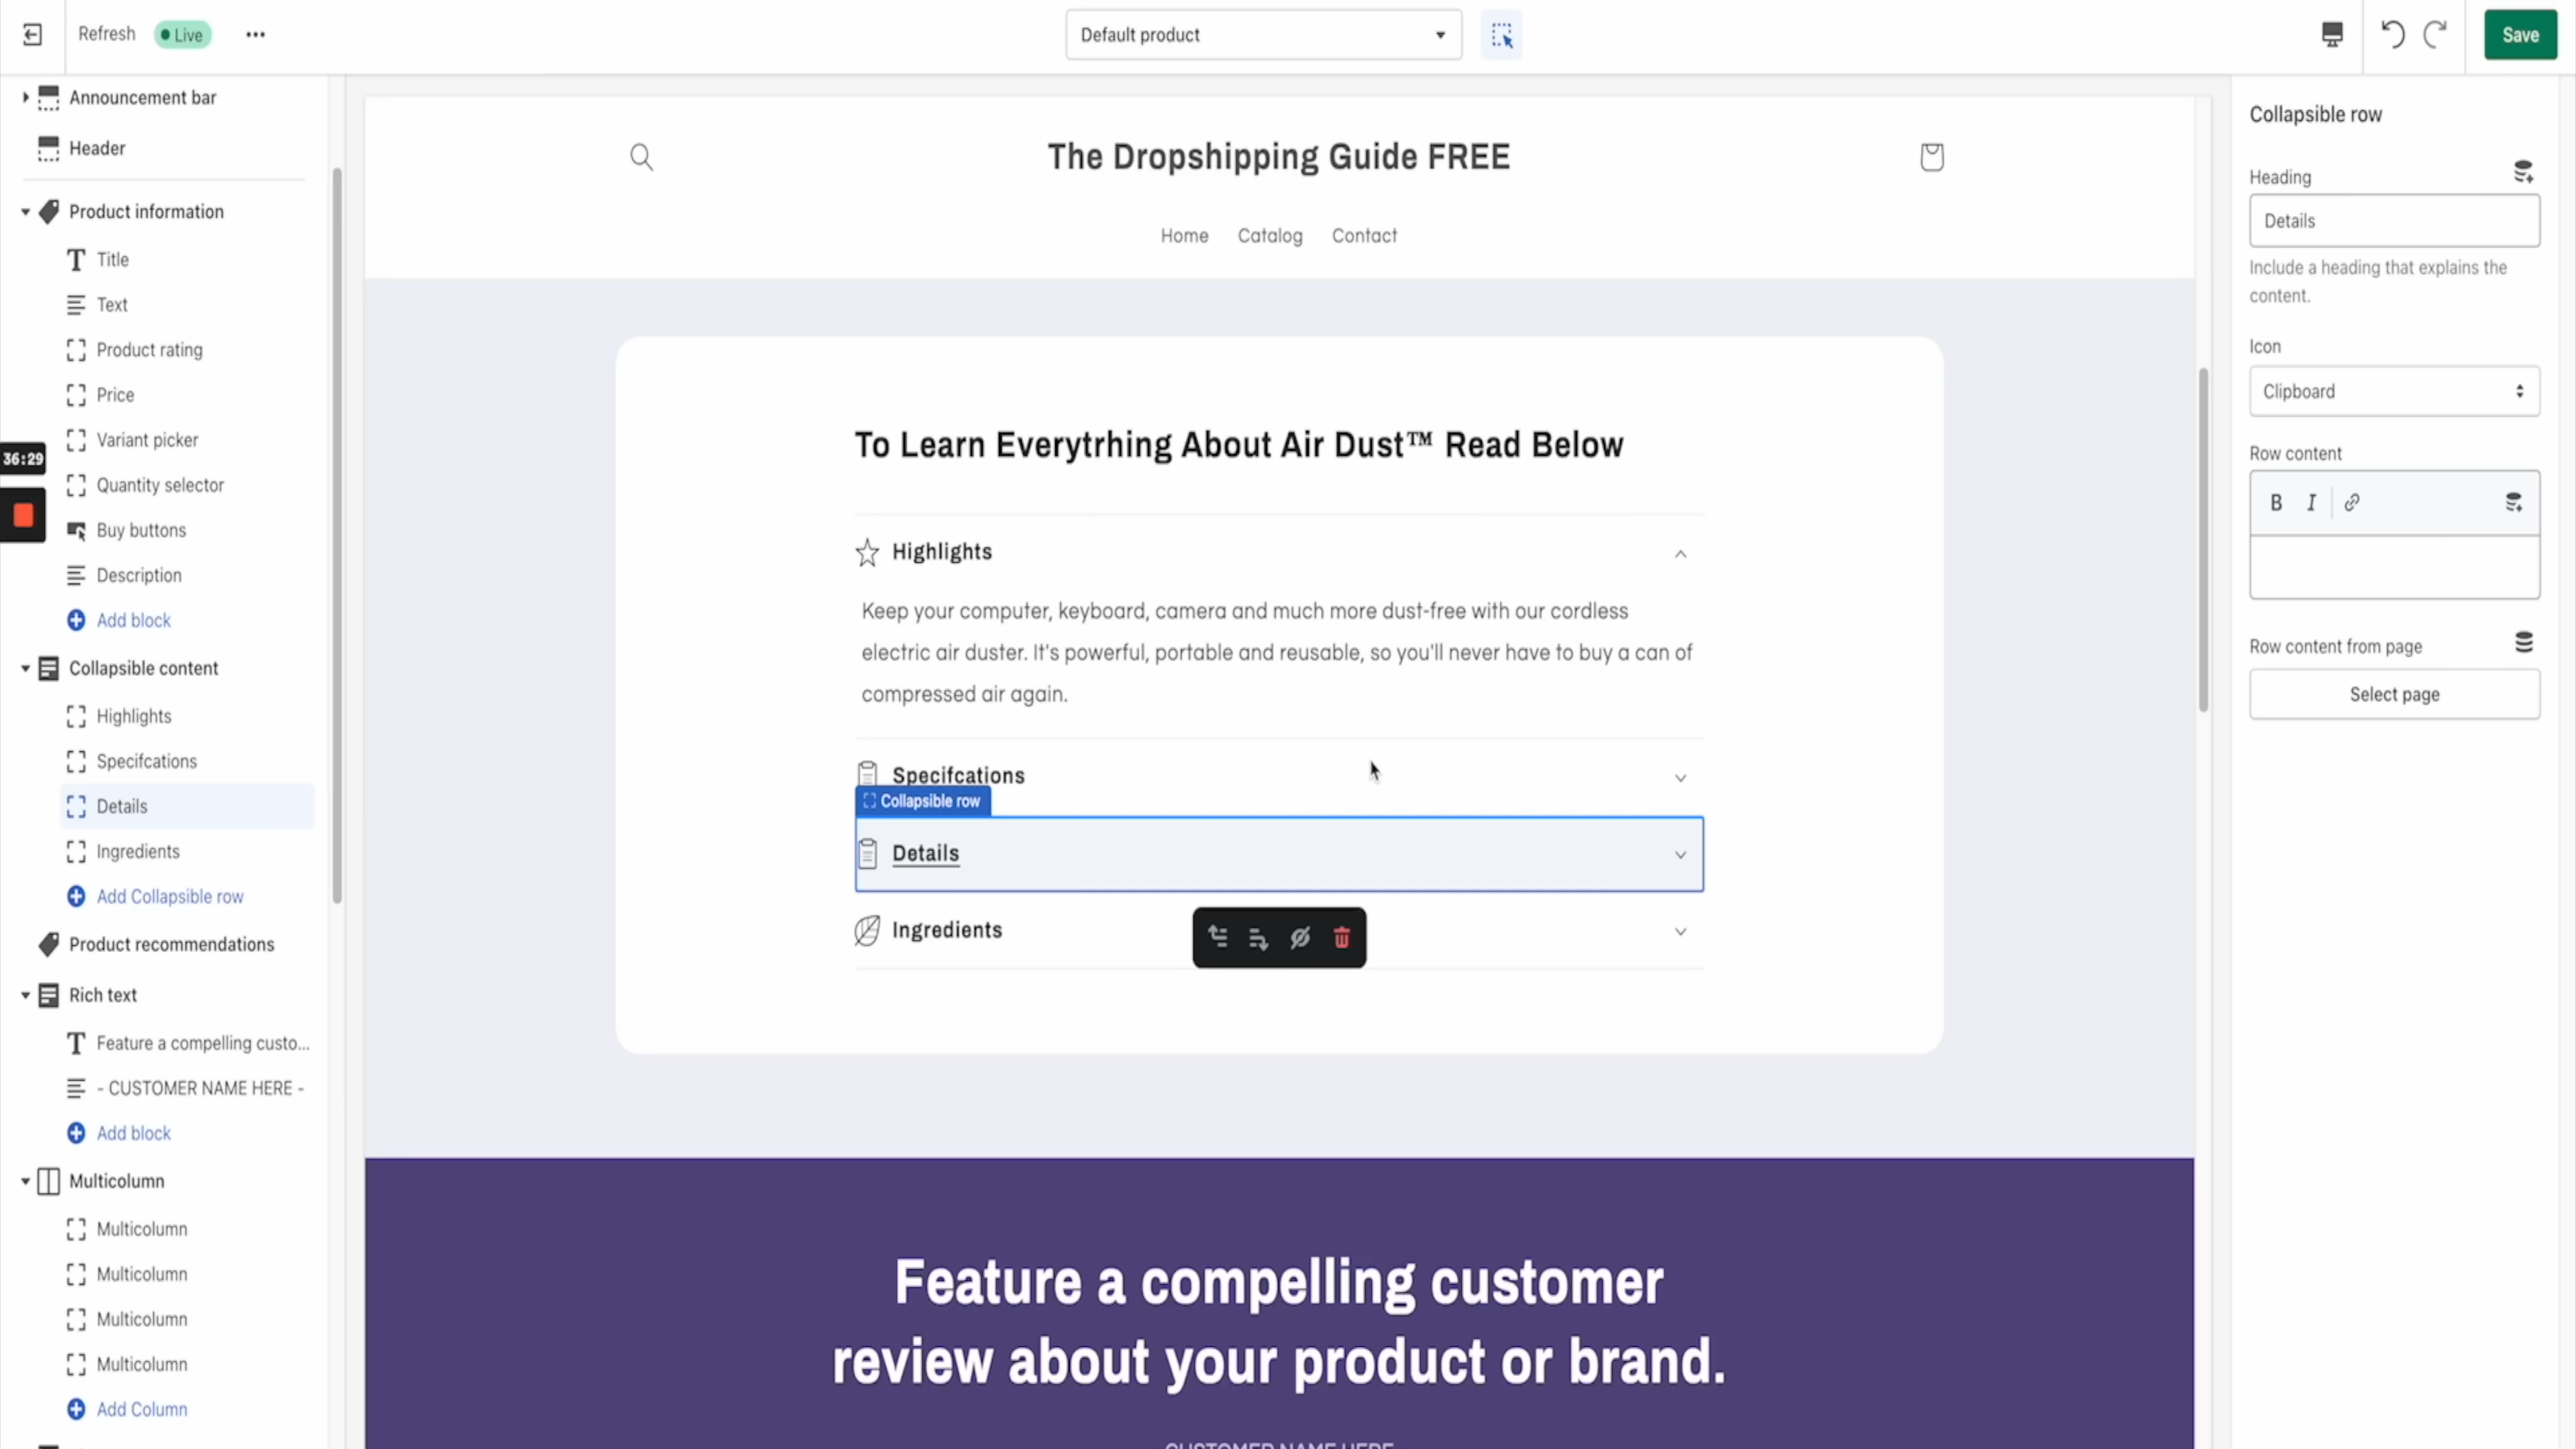 Refresh
Live
Default product
Save
Announcement bar
Header
Product information
Title
Text
Product rating
Price
Variant picker
36:29
Quantity selector
Buy buttons
Description
Add block
Collapsible content
Highlights
Specifcations
Details
Ingredients
Add Collapsible row
Product recommendations
Rich text
Feature a compelling custo...
- CUSTOMER NAME HERE -
Add block
Multicolumn
Multicolumn
Multicolumn
Multicolumn
Multicolumn
Add Column
The Dropshipping Guide FREE
Home Catalog Contact
To Learn Everytrhing About Air Dust™ Read Below
Highlights
Keep your computer, keyboard, camera and much more dust-free with our cordless
electric air duster. It's powerful, portable and reusable, so you'll never have to buy a can of
compressed air again.
Specifcations
Collapsible row
Details
Ingredients
Feature a compelling customer
review about your product or brand.
CUSTOMER NAME HERE
Collapsible row
Heading
Details
Include a heading that explains the
content.
Icon
Clipboard
Row content
B I
Row content from page
Select page